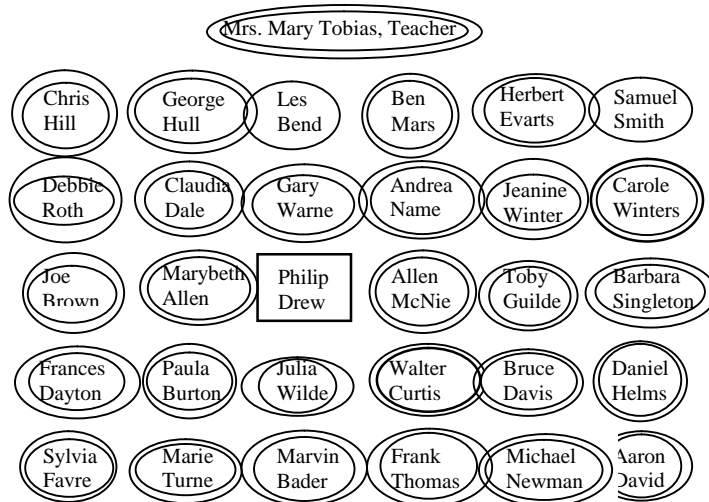 Mrs. Mary Tobias, Teacher
Chris Hill
George Hull
Les Bend
Ben Mars
Herbert Evarts
Samuel Smith
Debbie Roth
Claudia Dale
Gary Warne
Andrea Name
Jeanine Winter
Carole Winters
Joe Brown
Marybeth Allen
Philip Drew
Allen McNie
Toby Guilde
Barbara Singleton
Frances Dayton
Paula Burton
Julia Wilde
Walter Curtis
Bruce Davis
Daniel Helms
Sylvia Favre
Marie Turne
Marvin Bader
Frank Thomas
Michael Newman
Aaron David